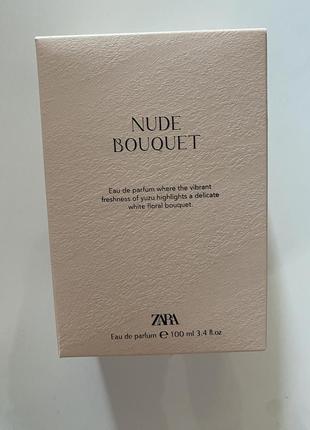 NUDE
BOUQUET
Eau de parfum where the vibrant
freshness of yuzu highlights a delicate
white floral bouquet.
ZARA
Eau de parfum ℮ 100 ml 3.4 fl.oz